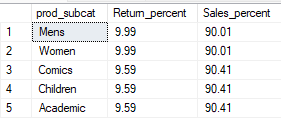 prod_subcat Return_percent Sales_percent
1 Mens 9.99 90.01
2 Women 9.99 90.01
3 Comics 9.59 90.41
4 Children 9.59 90.41
5 Academic 9.59 90.41